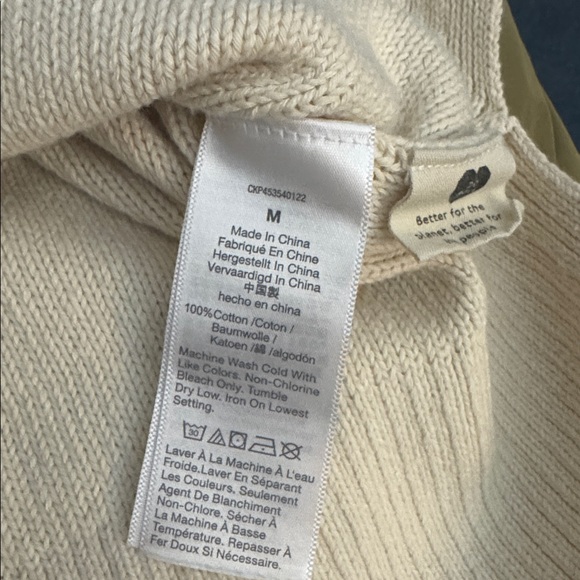 CKP453540122
M
Made In China
Fabriqué En Chine
Hergestellt In China
Vervaardigd In China
中国製
hecho en china
100%Cotton /Coton /
Baumwolle /
Katoen /綿 /algodón
Machine Wash Cold With
Like Colors. Non-Chlorine
Bleach Only. Tumble
Dry Low. Iron On Lowest
Setting.
30
Laver À La Machine À L'eau
Froide.Laver En Séparant
Les Couleurs, Seulement
Agent De Blanchiment
Non-Chlore. Sécher À
La Machine À Basse
Température. Repasser À
Fer Doux Si Nécessaire.
Better for the
planet, better for
people